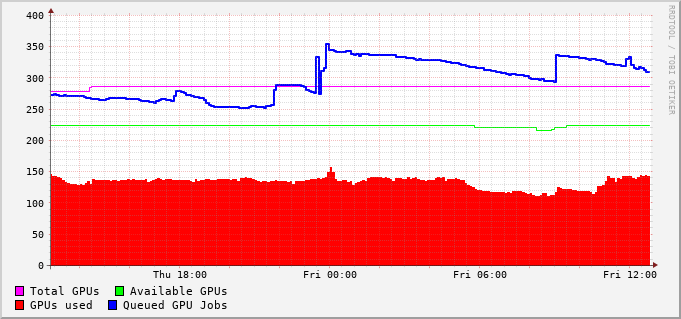 400
350
300
250
200
150
100
50
0
Thu 18:00 Fri 00:00 Fri 06:00 Fri 12:00
Total GPUs Available GPUs
GPUs used Queued GPU Jobs
RRDTOOL / TOBI OETIKER